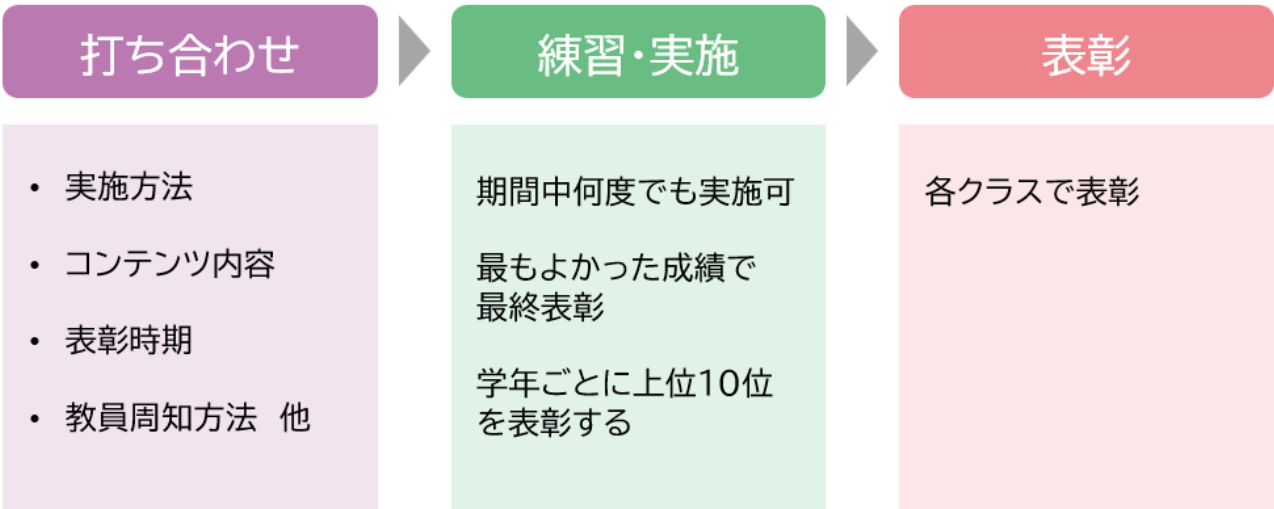 打ち合わせ
練習・実施
表彰
・ 実施方法
・ コンテンツ内容
・ 表彰時期
・ 教員周知方法　他
期間中何度でも実施可
最もよかった成績で
最終表彰
学年ごとに上位10位
を表彰する
各クラスで表彰